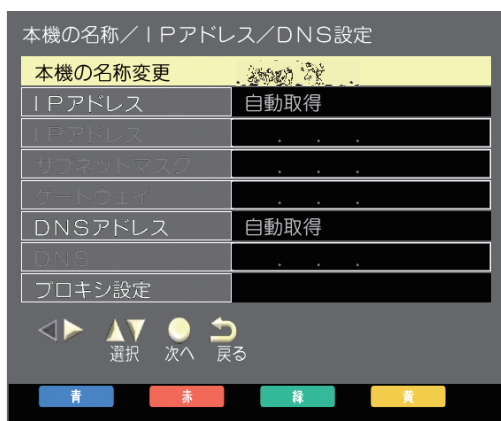 本機の名称／ＩＰアドレス／ＤＮＳ設定
本機の名称変更
ＩＰアドレス 自動取得
ＩＰアドレス . . .
サブネットマスク . . .
ゲートウェイ . . .
ＤＮＳアドレス 自動取得
ＤＮＳ . . .
プロキシ設定
選択 次へ 戻る
青 赤 緑 黄